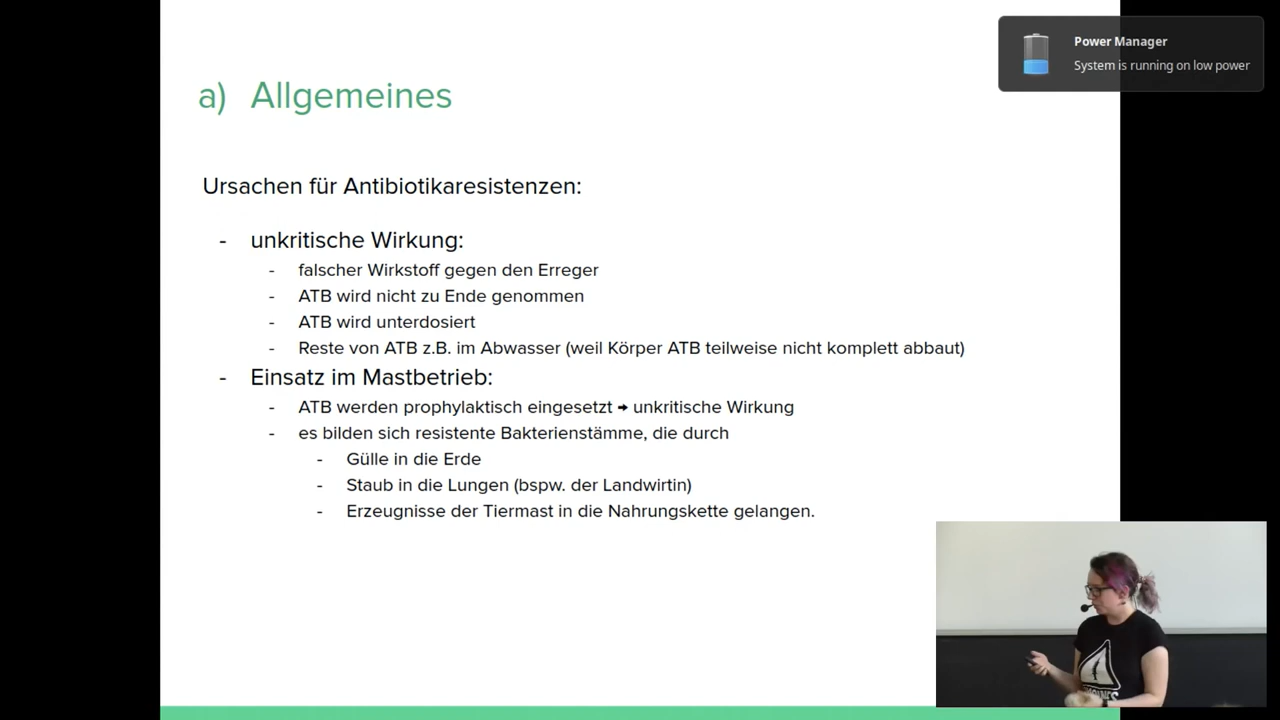 Power Manager
System is running on low power
a) Allgemeines
Ursachen für Antibiotikaresistenzen:
- unkritische Wirkung:
- falscher Wirkstoff gegen den Erreger
- ATB wird nicht zu Ende genommen
- ATB wird unterdosiert
- Reste von ATB z.B. im Abwasser (weil Körper ATB teilweise nicht komplett abbaut)
- Einsatz im Mastbetrieb:
- ATB werden prophylaktisch eingesetzt → unkritische Wirkung
- es bilden sich resistente Bakterienstämme, die durch
- Gülle in die Erde
- Staub in die Lungen (bspw. der Landwirtin)
- Erzeugnisse der Tiermast in die Nahrungskette gelangen.